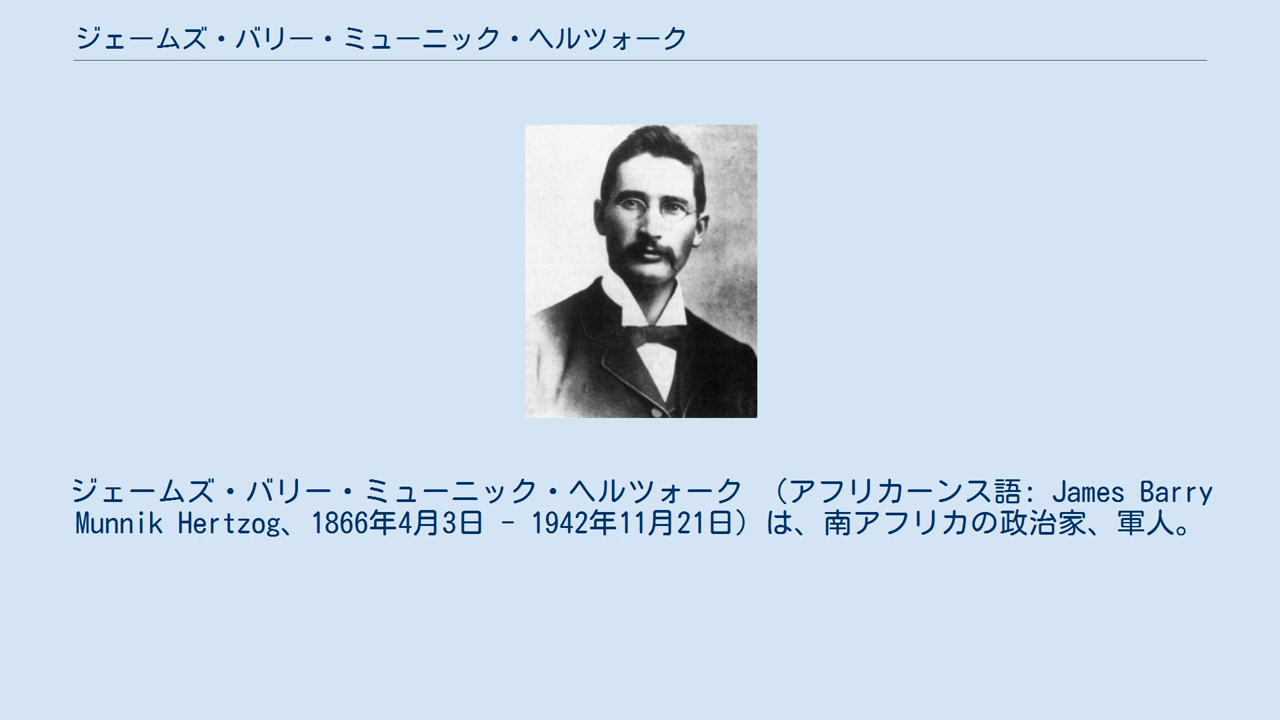 ジェームズ・バリー・ミューニック・ヘルツォーク
ジェームズ・バリー・ミューニック・ヘルツォーク　（アフリカーンス語: James Barry
Munnik Hertzog、1866年4月3日 - 1942年11月21日）は、南アフリカの政治家、軍人。